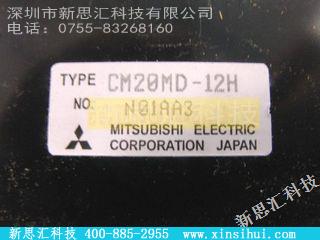 深圳市新思汇科技有限公司
电话：0755-83268160
TYPE CM20MD-12H
NO. N01AA3
MITSUBISHI ELECTRIC
CORPORATION JAPAN
新思汇科技
新思汇科技 400-885-2955 www.xinsihui.com